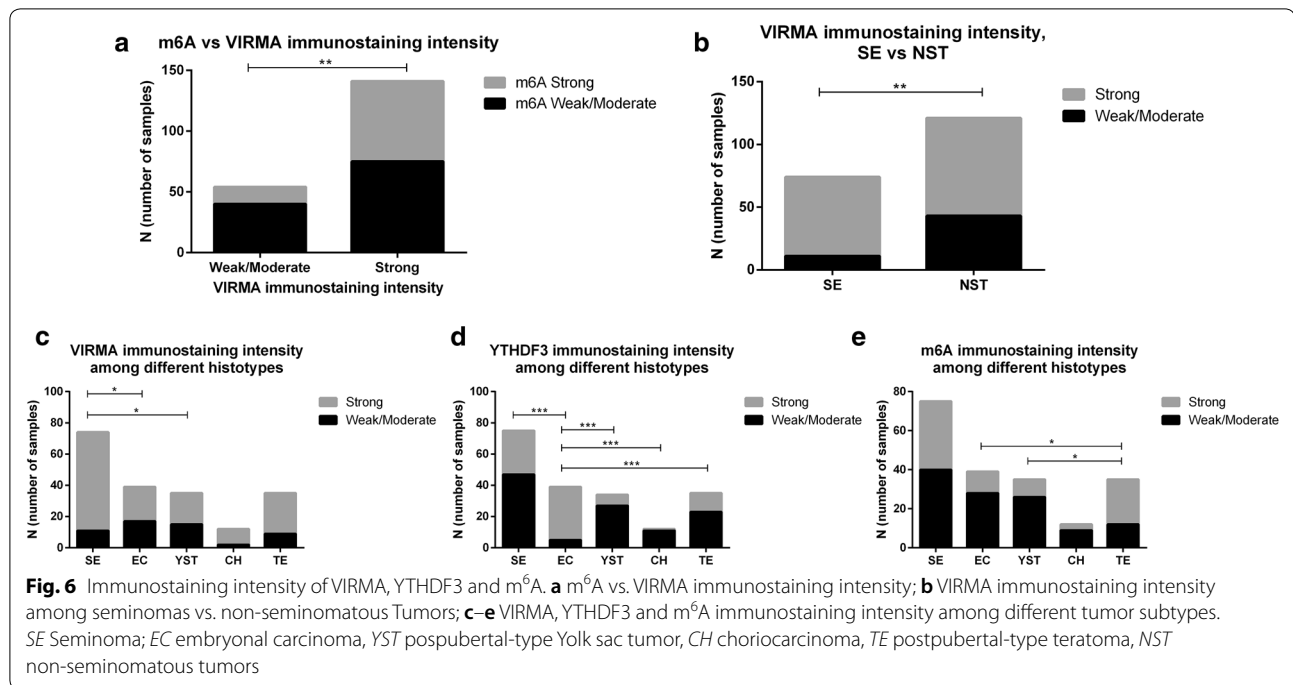 a
m6A vs VIRMA immunostaining intensity
**
150
100
50
0
N (number of samples)
Weak/Moderate Strong
VIRMA immunostaining intensity
m6A Strong
m6A Weak/Moderate
b
VIRMA immunostaining intensity,
SE vs NST
**
150
100
50
0
N (number of samples)
SE NST
Strong
Weak/Moderate
c
VIRMA immunostaining intensity
among different histotypes
100
80
60
40
20
0
N (number of samples)
*
*
SE EC YST CH TE
Strong
Weak/Moderate
d
YTHDF3 immunostaining intensity
among different histotypes
100
80
60
40
20
0
N (number of samples)
***
***
***
***
SE EC YST CH TE
Strong
Weak/Moderate
e
m6A immunostaining intensity
among different histotypes
80
60
40
20
0
N (number of samples)
*
*
SE EC YST CH TE
Strong
Weak/Moderate
Fig. 6 Immunostaining intensity of VIRMA, YTHDF3 and m⁶A. a m⁶A vs. VIRMA immunostaining intensity; b VIRMA immunostaining intensity
among seminomas vs. non-seminomatous Tumors; c–e VIRMA, YTHDF3 and m⁶A immunostaining intensity among different tumor subtypes.
SE Seminoma; EC embryonal carcinoma, YST pospubertal-type Yolk sac tumor, CH choriocarcinoma, TE postpubertal-type teratoma, NST
non-seminomatous tumors